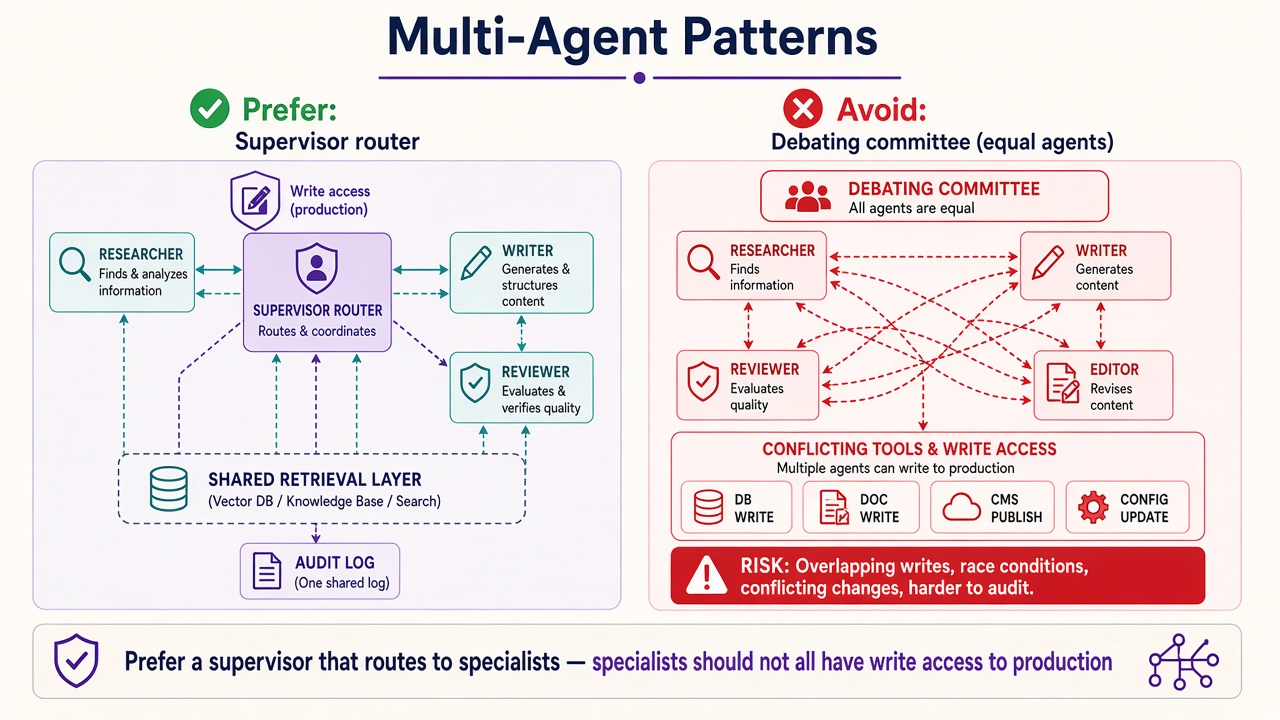 Multi-Agent Patterns
Prefer:
Supervisor router
Write access
(production)
RESEARCHER
Finds & analyzes
information
SUPERVISOR ROUTER
Routes & coordinates
WRITER
Generates &
structures
content
REVIEWER
Evaluates &
verifies quality
SHARED RETRIEVAL LAYER
(Vector DB / Knowledge Base / Search)
AUDIT LOG
(One shared log)
Avoid:
Debating committee (equal agents)
DEBATING COMMITTEE
All agents are equal
RESEARCHER
Finds
information
WRITER
Generates
content
REVIEWER
Evaluates
quality
EDITOR
Revises
content
CONFLICTING TOOLS & WRITE ACCESS
Multiple agents can write to production
DB
WRITE
DOC
WRITE
CMS
PUBLISH
CONFIG
UPDATE
RISK: Overlapping writes, race conditions,
conflicting changes, harder to audit.
Prefer a supervisor that routes to specialists — specialists should not all have write access to production